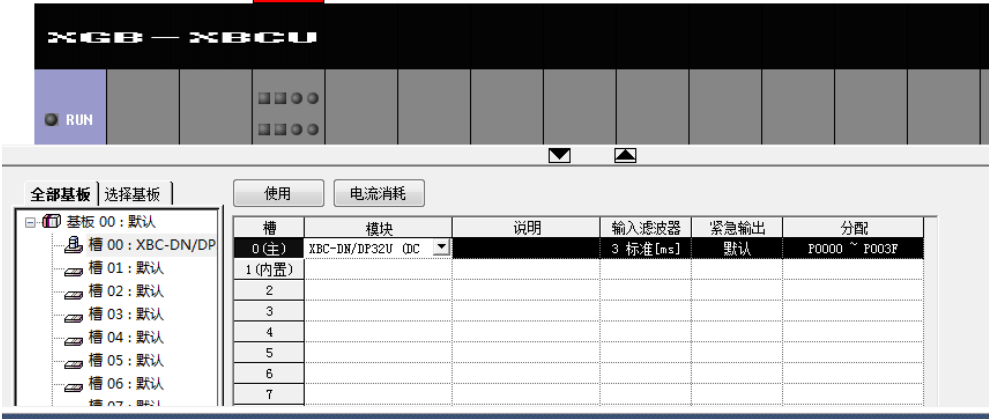 XGB — XBCU
RUN
全部基板 选择基板 使用 电流消耗
基板 00 : 默认
槽 00 : XBC-DN/DP
槽 01 : 默认
槽 02 : 默认
槽 03 : 默认
槽 04 : 默认
槽 05 : 默认
槽 06 : 默认
槽 07 : 默认
槽 模块 说明 输入滤波器 紧急输出 分配
0(主) XBC-DN/DP32U (DC 3 标准[ms] 默认 P0000 ~ P003F
1(内置)
2
3
4
5
6
7